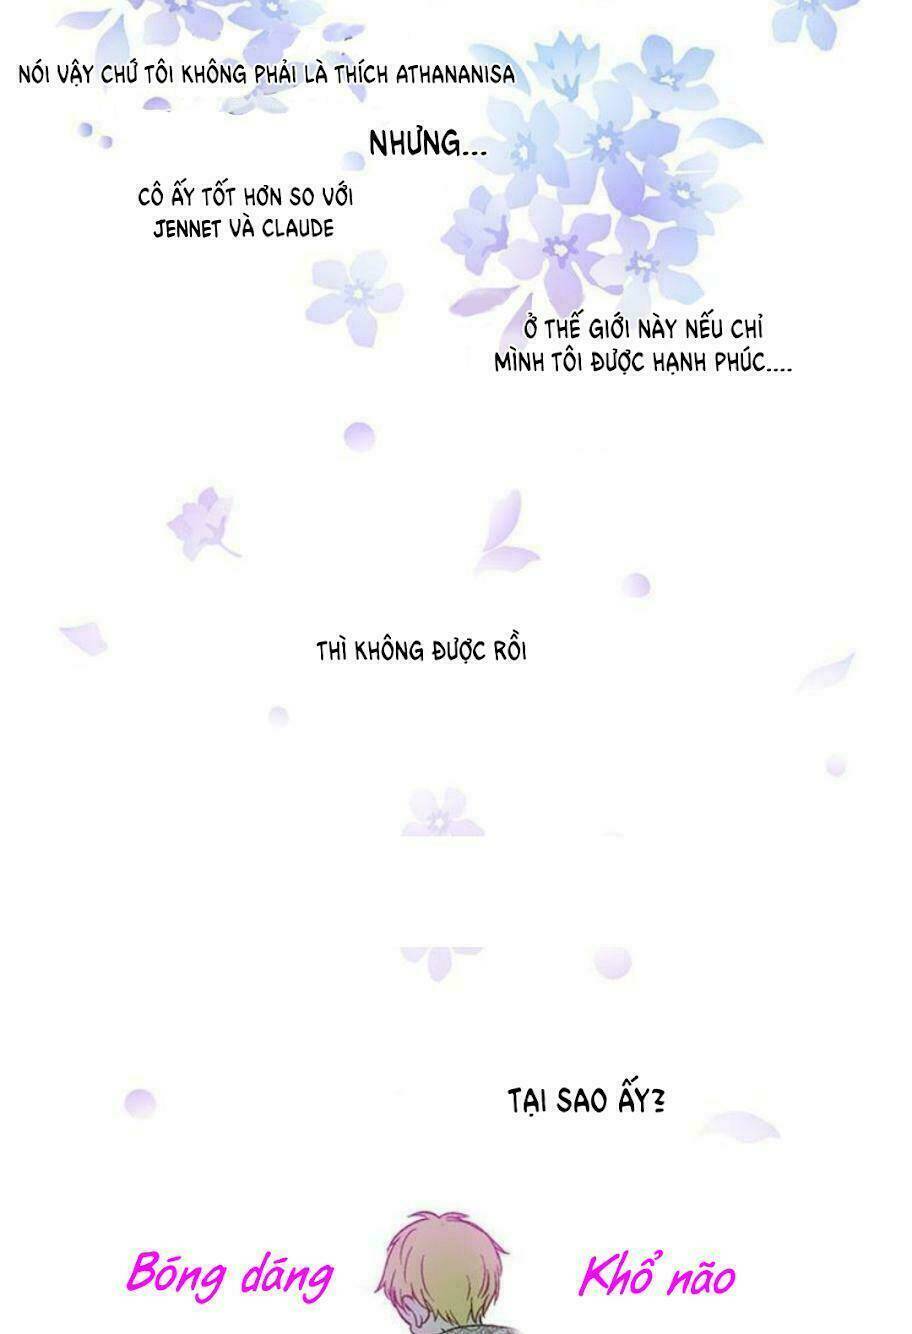 NÓI VẬY CHỨ TÔI KHÔNG PHẢI LÀ THÍCH ATHANANISA
NHƯNG...
CÔ ẤY TỐT HƠN SO VỚI
JENNET VÀ CLAUDE
Ở THẾ GIỚI NÀY NẾU CHỈ
MÌNH TÔI ĐƯỢC HẠNH PHÚC....
THÌ KHÔNG ĐƯỢC RỒI
TẠI SAO ẤY?
Bóng dáng
Khổ não